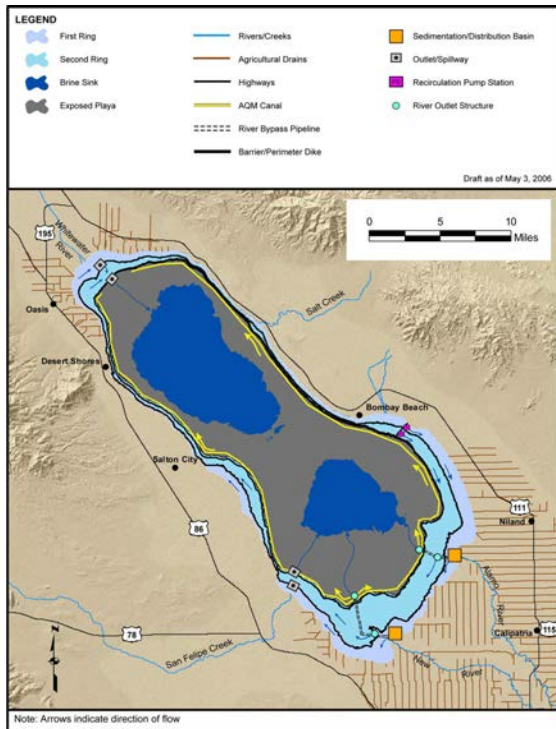 LEGEND
First Ring
Second Ring
Brine Sink
Exposed Playa
Rivers/Creeks
Agricultural Drains
Highways
AQM Canal
River Bypass Pipeline
Barrier/Perimeter Dike
Sedimentation/Distribution Basin
Outlet/Spillway
Recirculation Pump Station
River Outlet Structure
Draft as of May 3, 2006
0 5 10
Miles
195
Whitewater
River
Oasis
Salt Creek
Desert Shores
Bombay Beach
Salton City
86
111
Niland
Alamo
River
78
San Felipe Creek
Calipatria
115
New
River
Note: Arrows indicate direction of flow